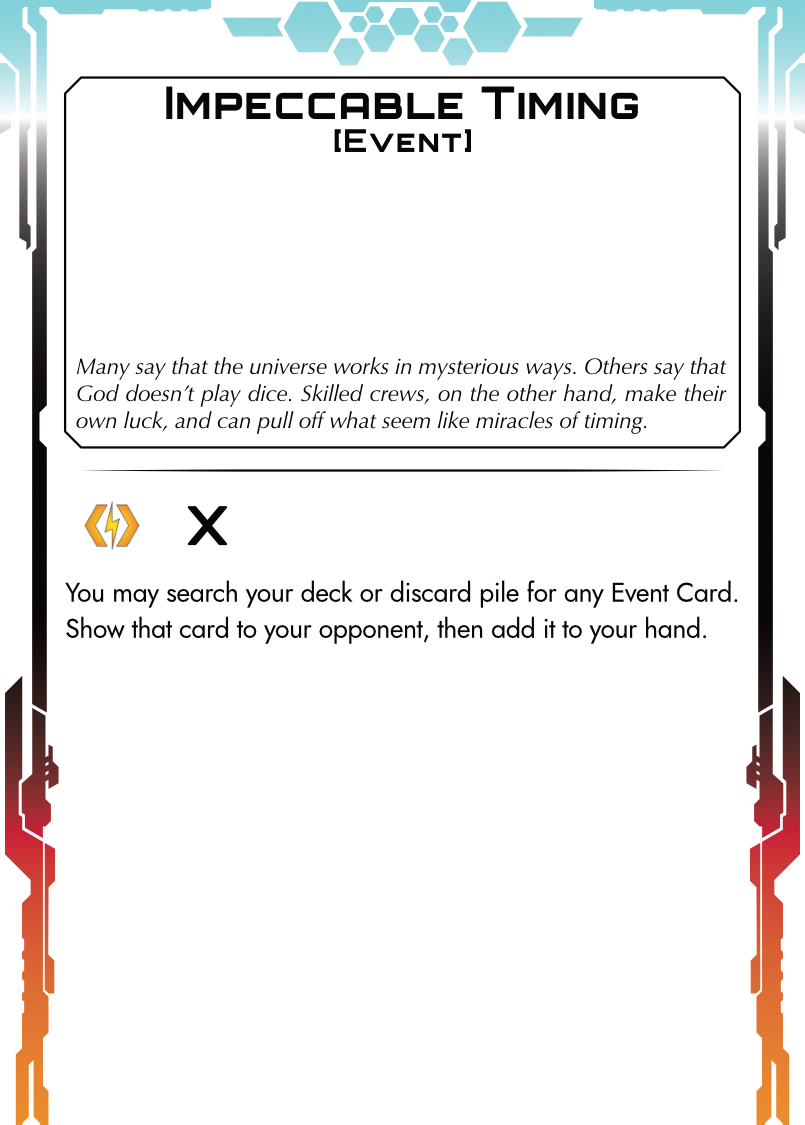 Impeccable Timing
[Event]
Many say that the universe works in mysterious ways. Others say that
God doesn't play dice. Skilled crews, on the other hand, make their
own luck, and can pull off what seem like miracles of timing.
X
You may search your deck or discard pile for any Event Card.
Show that card to your opponent, then add it to your hand.